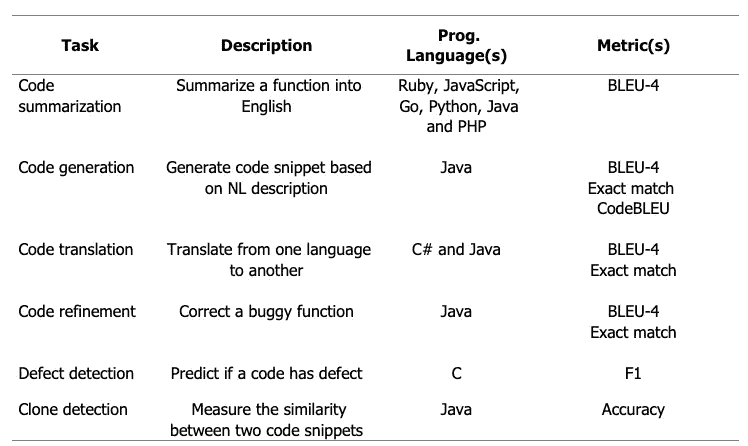 Task Description Prog. Language(s) Metric(s)
Code summarization Summarize a function into English Ruby, JavaScript, Go, Python, Java and PHP BLEU-4
Code generation Generate code snippet based on NL description Java BLEU-4 Exact match CodeBLEU
Code translation Translate from one language to another C# and Java BLEU-4 Exact match
Code refinement Correct a buggy function Java BLEU-4 Exact match
Defect detection Predict if a code has defect C F1
Clone detection Measure the similarity between two code snippets Java Accuracy